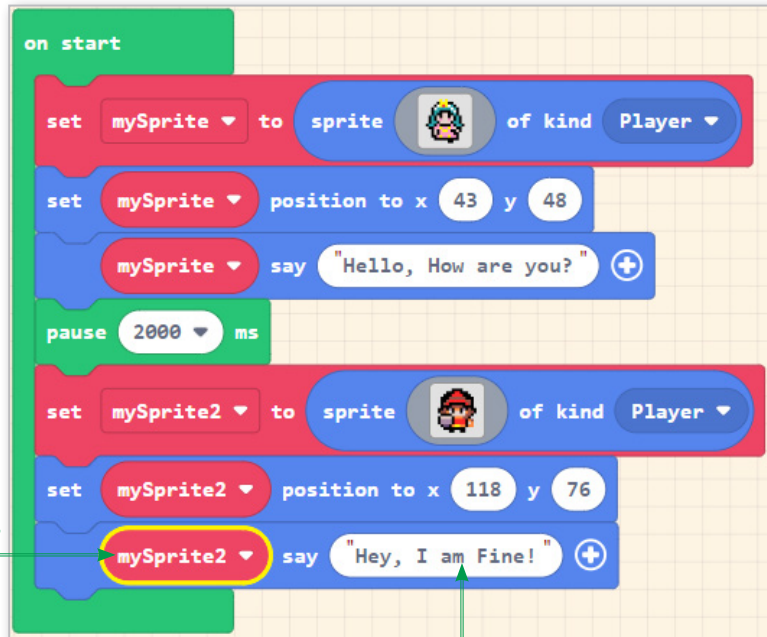 on start
set mySprite to sprite of kind Player
set mySprite position to x 43 y 48
mySprite say "Hello, How are you?"
pause 2000 ms
set mySprite2 to sprite of kind Player
set mySprite2 position to x 118 y 76
mySprite2 say "Hey, I am Fine!"